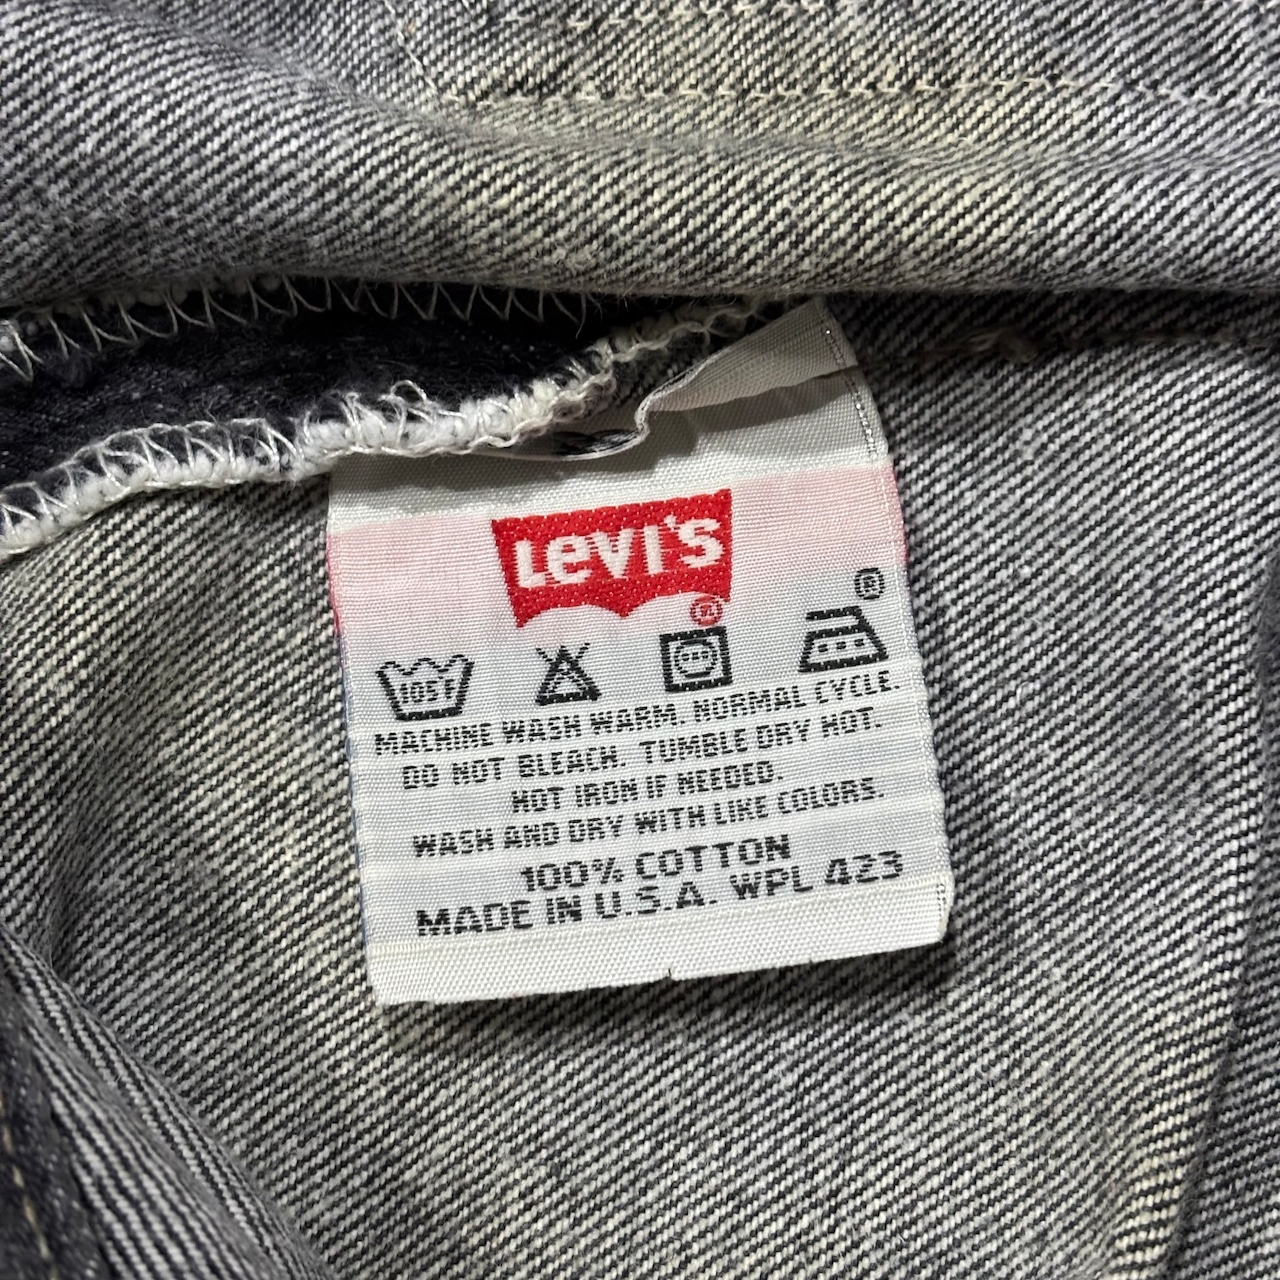 Levi's
®
®
105F
MACHINE WASH WARM. NORMAL CYCLE.
DO NOT BLEACH. TUMBLE DRY HOT.
HOT IRON IF NEEDED.
WASH AND DRY WITH LIKE COLORS.
100% COTTON
MADE IN U.S.A. WPL 423